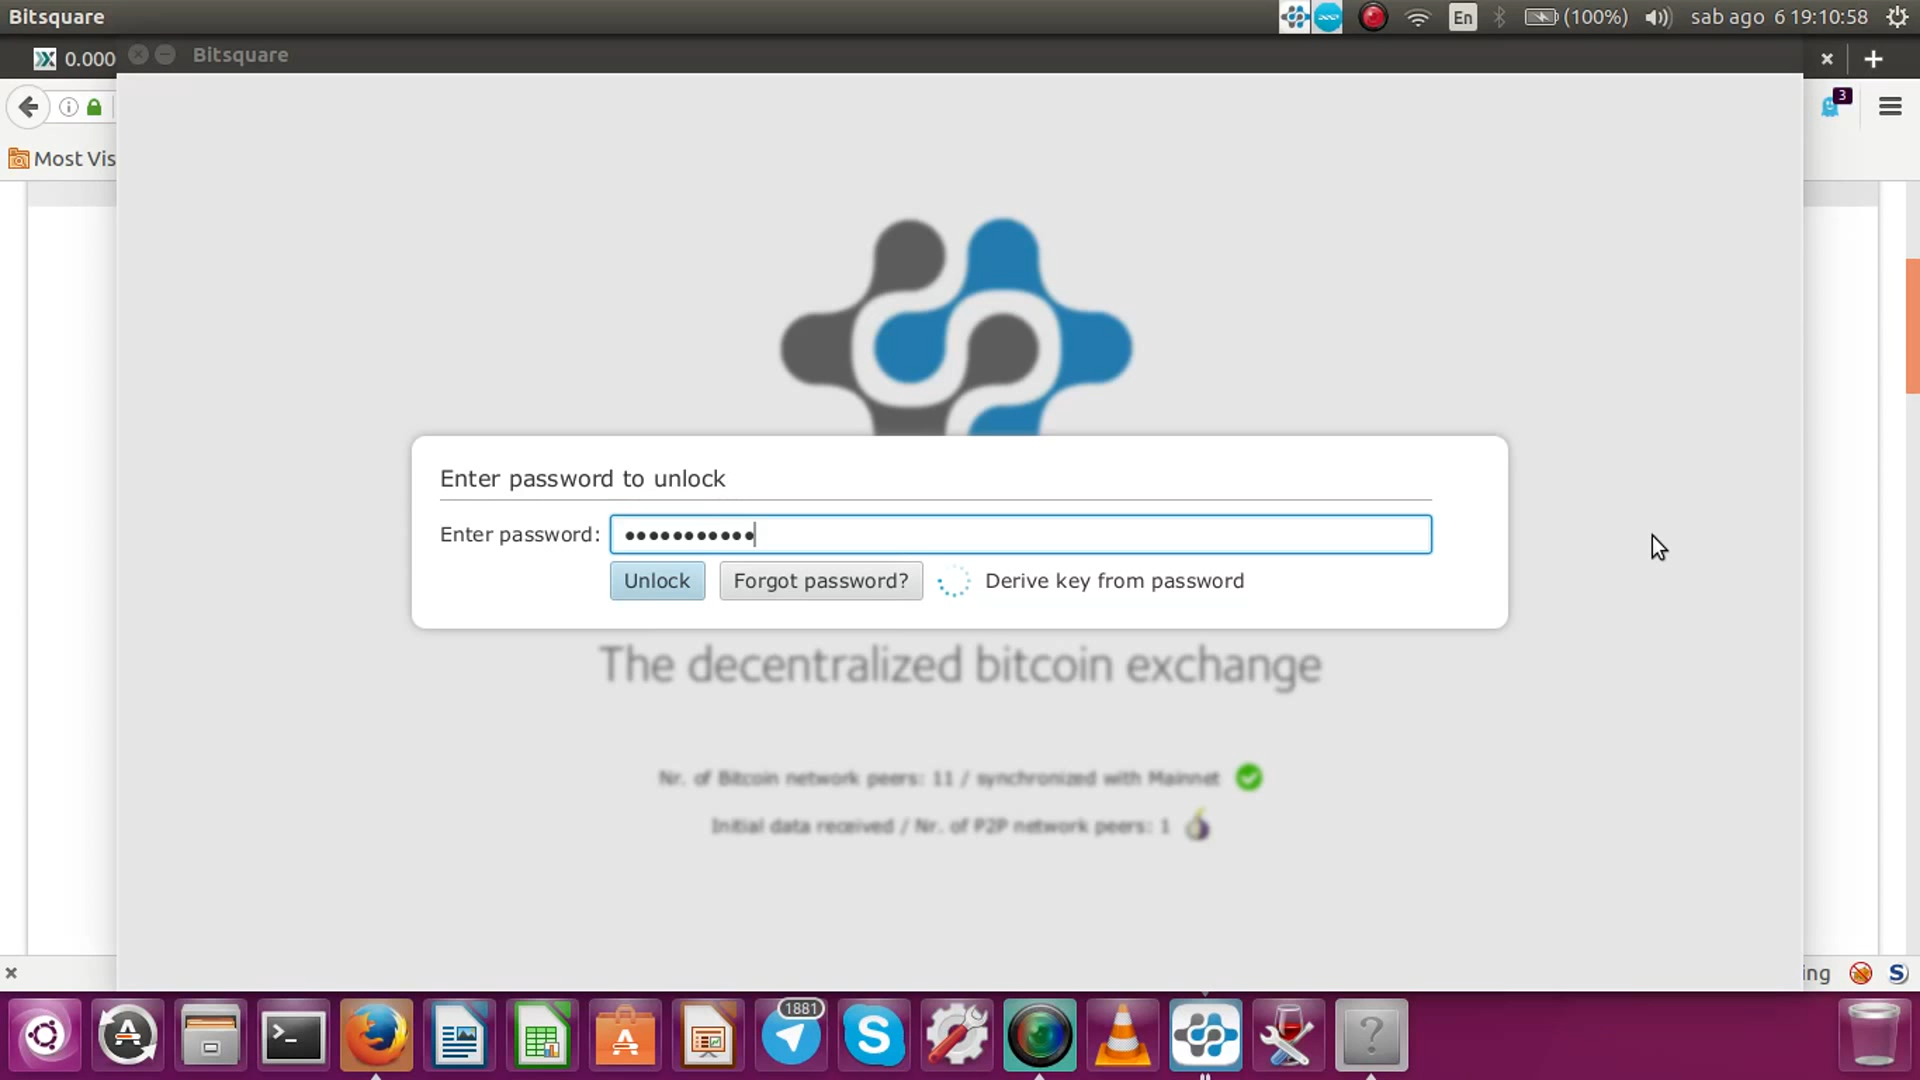 Bitsquare
En
(100%)
sab ago 6 19:10:58
0.000
Bitsquare
3
Most Vis
Enter password to unlock
Enter password: ●●●●●●●●●●●
Unlock
Forgot password?
Derive key from password
The decentralized bitcoin exchange
Nr. of Bitcoin network peers: 11 / synchronized with Mainnet
Initial data received / Nr. of P2P network peers: 1
ing
S
1881